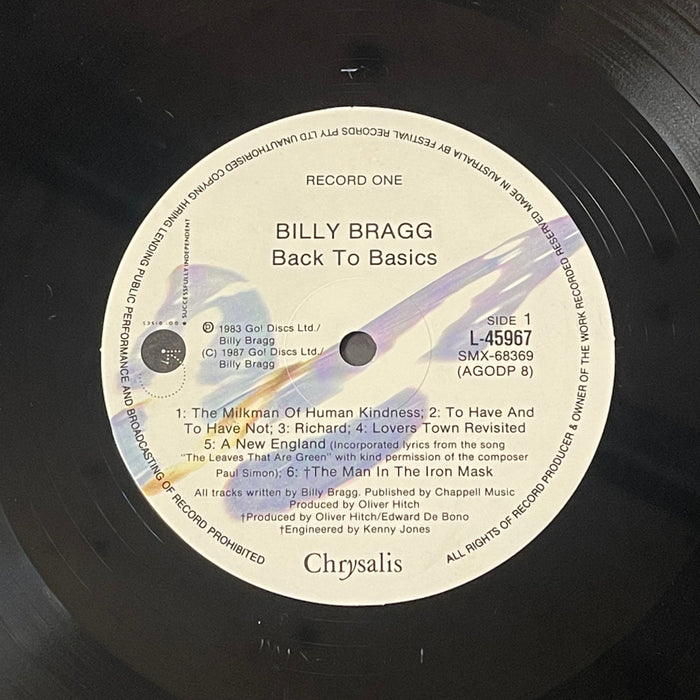 RECORD ONE
BILLY BRAGG
Back To Basics
SUCCESSFULLY INDEPENDENT
℗ 1983 Go! Discs Ltd./
Billy Bragg
(C) 1987 Go! Discs Ltd./
Billy Bragg
SIDE 1
L-45967
SMX-68369
(AGODP 8)
1: The Milkman Of Human Kindness; 2: To Have And
To Have Not; 3: Richard; 4: Lovers Town Revisited
5: A New England (Incorporated lyrics from the song
"The Leaves That Are Green" with kind permission of the composer
Paul Simon); 6: †The Man In The Iron Mask
All tracks written by Billy Bragg. Published by Chappell Music
Produced by Oliver Hitch
†Produced by Oliver Hitch/Edward De Bono
†Engineered by Kenny Jones
Chrysalis
ALL RIGHTS OF RECORD PRODUCER & OWNER OF THE WORK RECORDED RESERVED MADE IN AUSTRALIA BY FESTIVAL RECORDS PTY LTD UNAUTHORISED COPYING HIRING LENDING PUBLIC PERFORMANCE AND BROADCASTING OF RECORD PROHIBITED